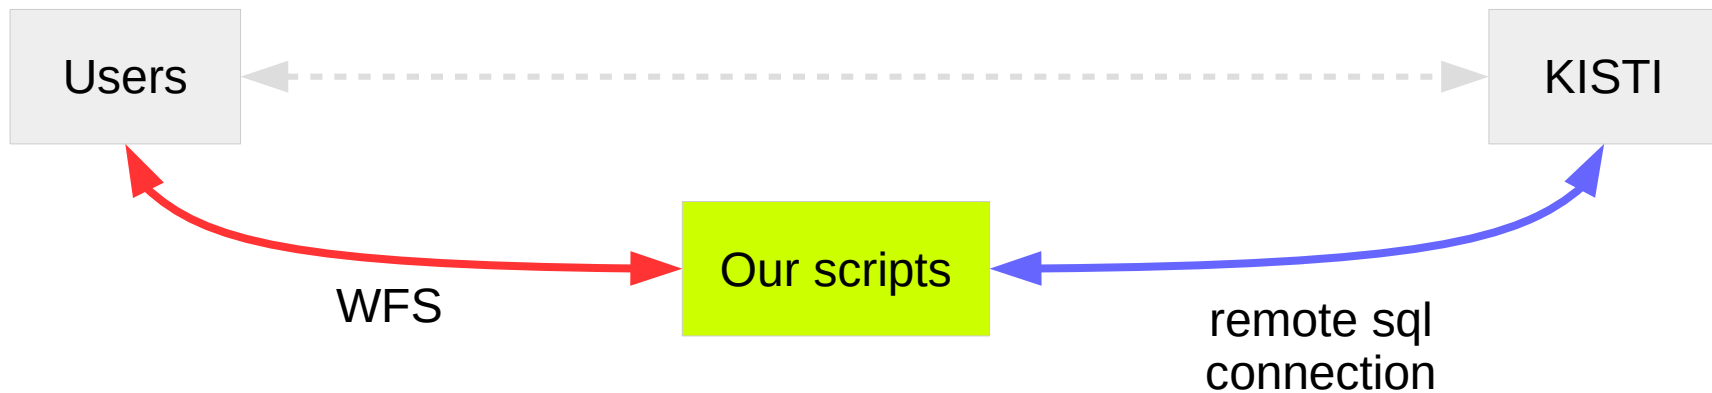 Users
KISTI
Our scripts
WFS
remote sql
connection